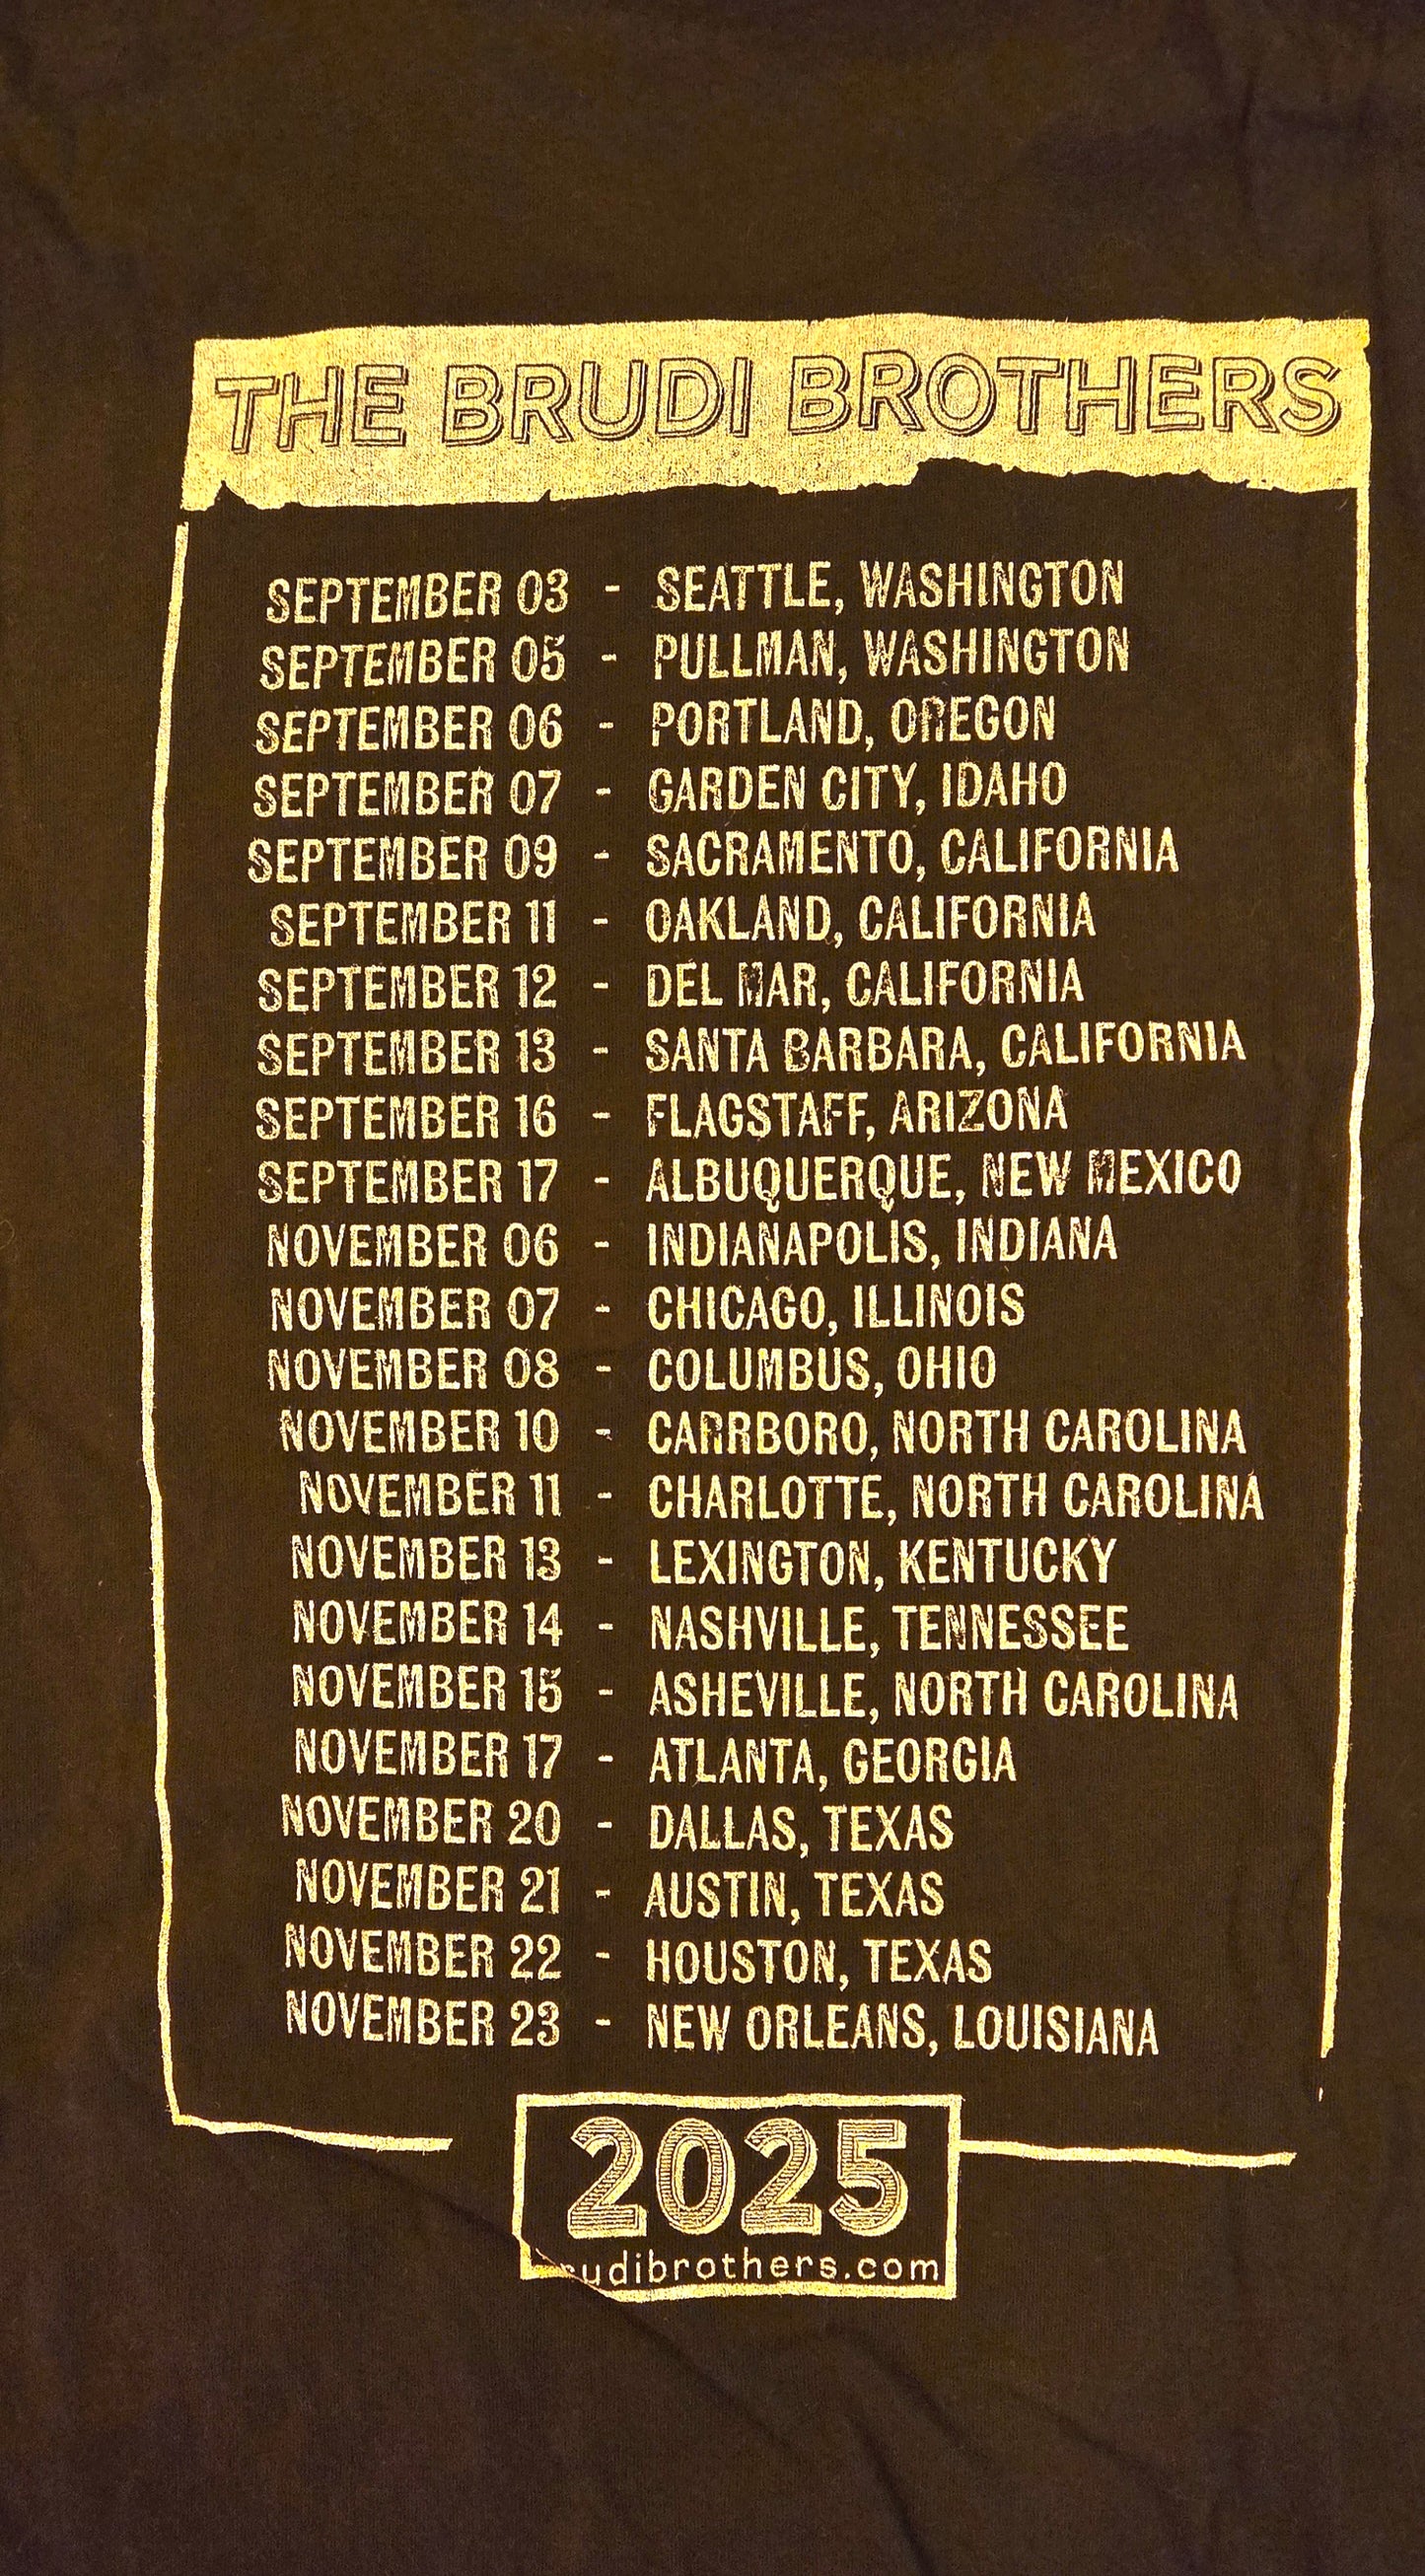 THE BRUDI BROTHERS
SEPTEMBER 03 - SEATTLE, WASHINGTON
SEPTEMBER 05 - PULLMAN, WASHINGTON
SEPTEMBER 06 - PORTLAND, OREGON
SEPTEMBER 07 - GARDEN CITY, IDAHO
SEPTEMBER 09 - SACRAMENTO, CALIFORNIA
SEPTEMBER 11 - OAKLAND, CALIFORNIA
SEPTEMBER 12 - DEL MAR, CALIFORNIA
SEPTEMBER 13 - SANTA BARBARA, CALIFORNIA
SEPTEMBER 16 - FLAGSTAFF, ARIZONA
SEPTEMBER 17 - ALBUQUERQUE, NEW MEXICO
NOVEMBER 06 - INDIANAPOLIS, INDIANA
NOVEMBER 07 - CHICAGO, ILLINOIS
NOVEMBER 08 - COLUMBUS, OHIO
NOVEMBER 10 - CARRBORO, NORTH CAROLINA
NOVEMBER 11 - CHARLOTTE, NORTH CAROLINA
NOVEMBER 13 - LEXINGTON, KENTUCKY
NOVEMBER 14 - NASHVILLE, TENNESSEE
NOVEMBER 15 - ASHEVILLE, NORTH CAROLINA
NOVEMBER 17 - ATLANTA, GEORGIA
NOVEMBER 20 - DALLAS, TEXAS
NOVEMBER 21 - AUSTIN, TEXAS
NOVEMBER 22 - HOUSTON, TEXAS
NOVEMBER 23 - NEW ORLEANS, LOUISIANA
2025
rudibrothers.com